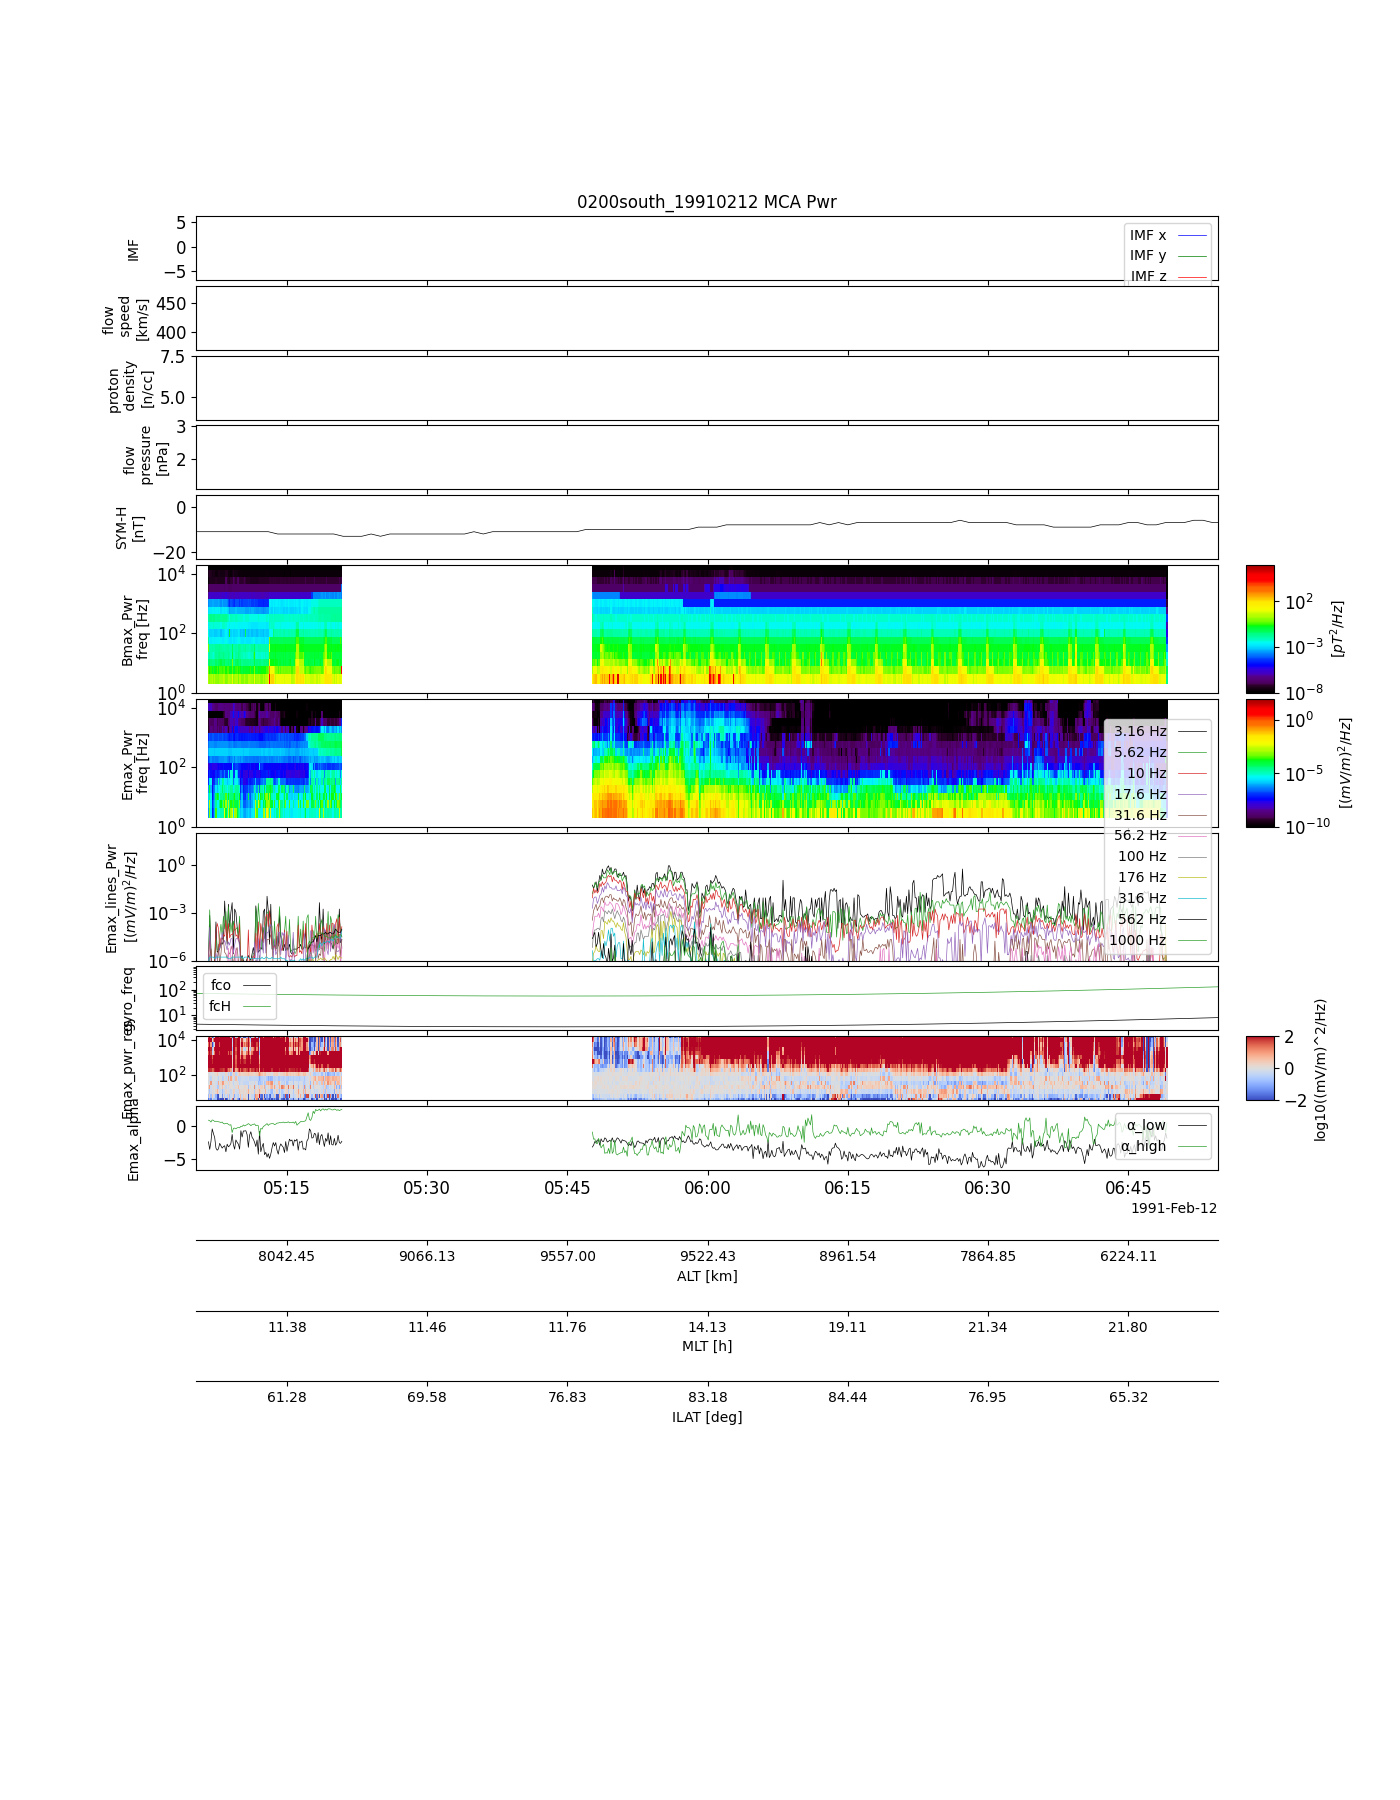 0200south_19910212 MCA Pwr
5
0
−5
IMF
IMF x
IMF y
IMF z
450
400
flow
speed
[km/s]
7.5
5.0
proton
density
[n/cc]
3
2
flow
pressure
[nPa]
0
−20
SYM-H
[nT]
10^4
10^2
10^0
Bmax_Pwr
freq [Hz]
10^2
10^−3
10^−8
[pT^2/Hz]
10^4
10^2
10^0
Emax_Pwr
freq [Hz]
10^0
10^−5
10^−10
[(mV/m)^2/Hz]
3.16 Hz
5.62 Hz
10 Hz
17.6 Hz
31.6 Hz
56.2 Hz
100 Hz
176 Hz
316 Hz
562 Hz
1000 Hz
10^0
10^−3
10^−6
Emax_lines_Pwr
[(mV/m)^2/Hz]
10^2
10^1
gyro_freq
fco
fcH
10^4
10^2
Emax_pwr_reg
2
0
−2
log10((mV/m)^2/Hz)
0
−5
Emax_alpha
α_low
α_high
05:15 05:30 05:45 06:00 06:15 06:30 06:45
1991-Feb-12
8042.45 9066.13 9557.00 9522.43 8961.54 7864.85 6224.11
ALT [km]
11.38 11.46 11.76 14.13 19.11 21.34 21.80
MLT [h]
61.28 69.58 76.83 83.18 84.44 76.95 65.32
ILAT [deg]